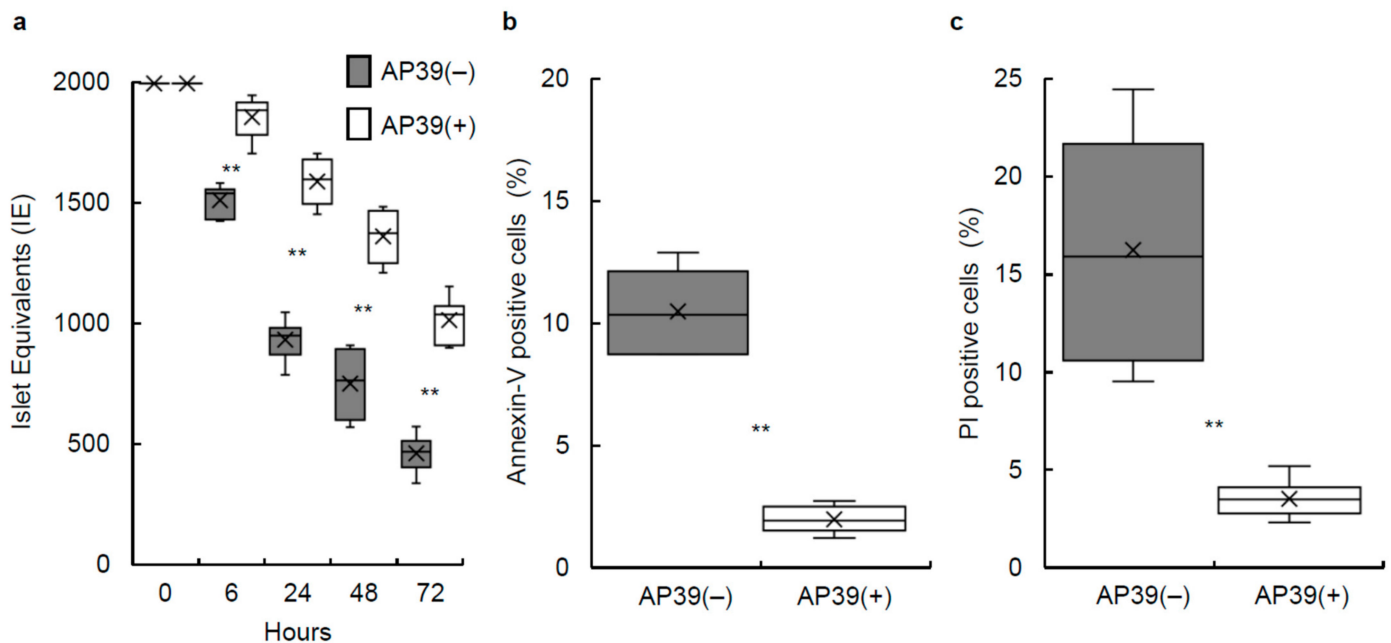 a
AP39(–)
AP39(+)
Islet Equivalents (IE)
2000
1500
1000
500
0
**
**
**
**
0 6 24 48 72
Hours
b
Annexin-V positive cells (%)
20
15
10
5
0
**
AP39(–) AP39(+)
c
PI positive cells (%)
25
20
15
10
5
0
**
AP39(–) AP39(+)